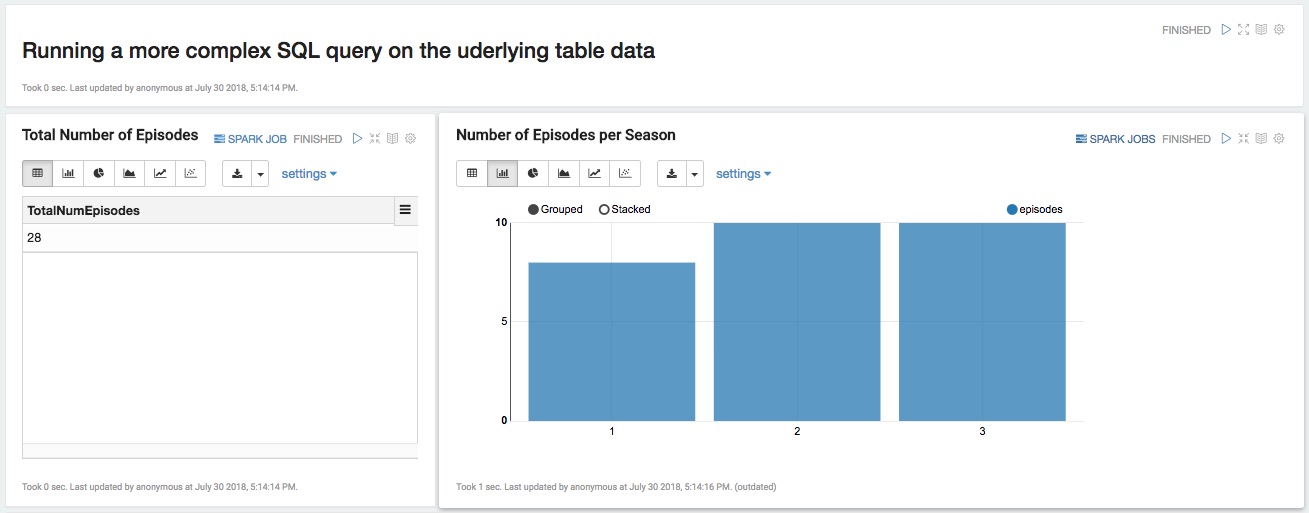 FINISHED
Running a more complex SQL query on the uderlying table data
Took 0 sec. Last updated by anonymous at July 30 2018, 5:14:14 PM.
Total Number of Episodes SPARK JOB FINISHED
settings
TotalNumEpisodes
28
Took 0 sec. Last updated by anonymous at July 30 2018, 5:14:14 PM.
Number of Episodes per Season SPARK JOBS FINISHED
settings
Grouped Stacked episodes
10
5
0
1 2 3
Took 1 sec. Last updated by anonymous at July 30 2018, 5:14:16 PM. (outdated)